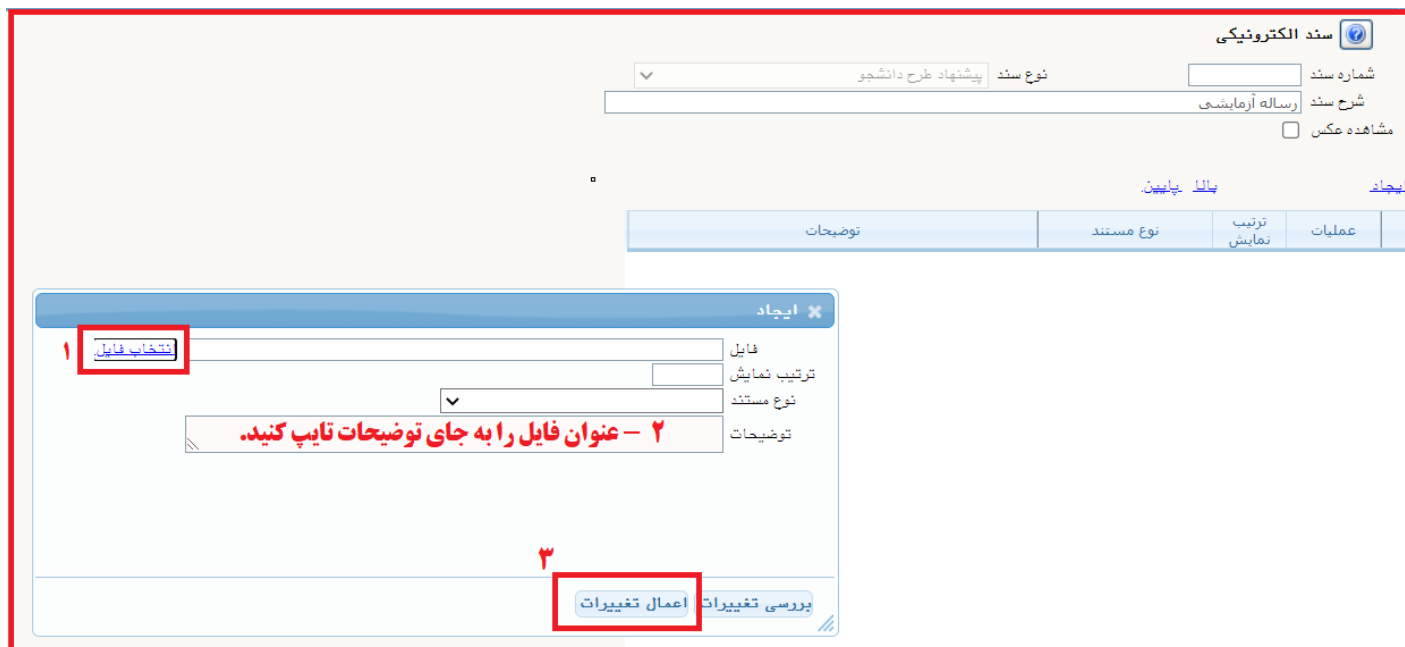 سند الکترونیکی
شماره سند نوع سند پیشنهاد طرح دانشجو
شرح سند رساله آزمایشی
مشاهده عکس
ایجاد بالا پایین
ترتیب نمایش عملیات نوع مستند توضیحات
ایجاد
فایل انتخاب فایل ۱
ترتیب نمایش
نوع مستند
توضیحات ۲ – عنوان فایل را به جای توضیحات تایپ کنید.
۳
بررسی تغییرات اعمال تغییرات